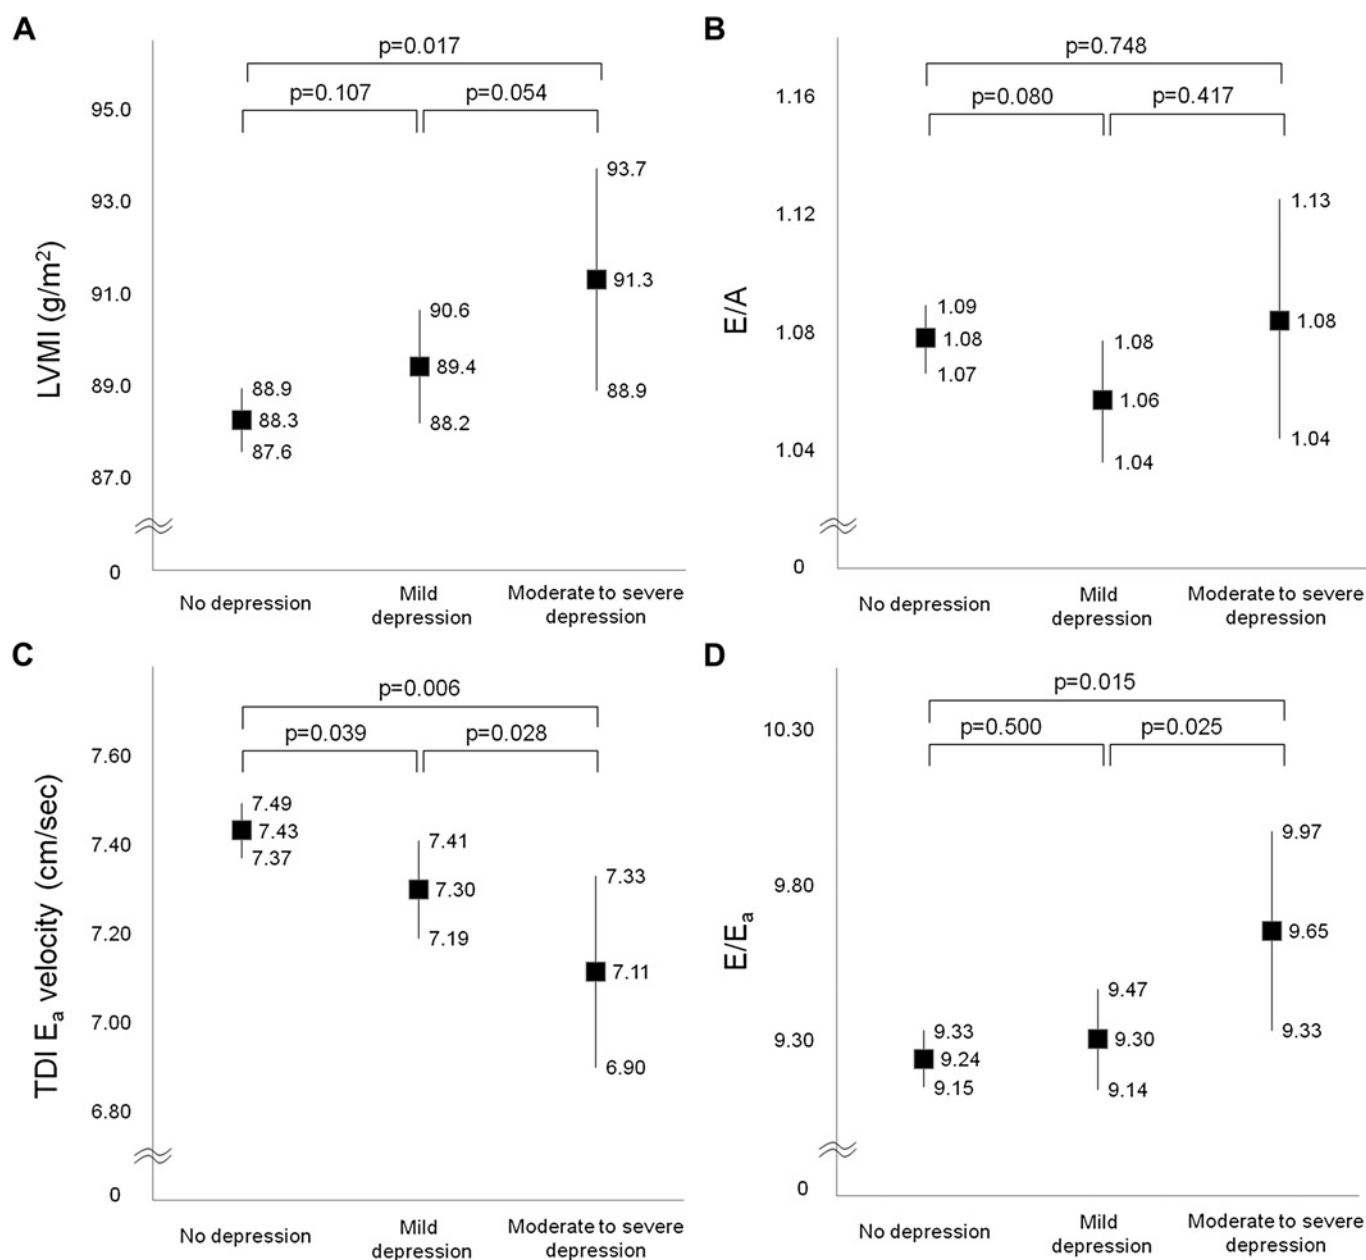 A
p=0.017
p=0.107
p=0.054
95.0
93.0
91.0
89.0
87.0
0
LVMI (g/m²)
88.9
88.3
87.6
90.6
89.4
88.2
93.7
91.3
88.9
No depression
Mild
depression
Moderate to severe
depression
B
p=0.748
p=0.080
p=0.417
1.16
1.12
1.08
1.04
0
E/A
1.09
1.08
1.07
1.08
1.06
1.04
1.13
1.08
1.04
No depression
Mild
depression
Moderate to severe
depression
C
p=0.006
p=0.039
p=0.028
7.60
7.40
7.20
7.00
6.80
0
TDI Eₐ velocity (cm/sec)
7.49
7.43
7.37
7.41
7.30
7.19
7.33
7.11
6.90
No depression
Mild
depression
Moderate to severe
depression
D
p=0.015
p=0.500
p=0.025
10.30
9.80
9.30
0
E/Eₐ
9.33
9.24
9.15
9.47
9.30
9.14
9.97
9.65
9.33
No depression
Mild
depression
Moderate to severe
depression